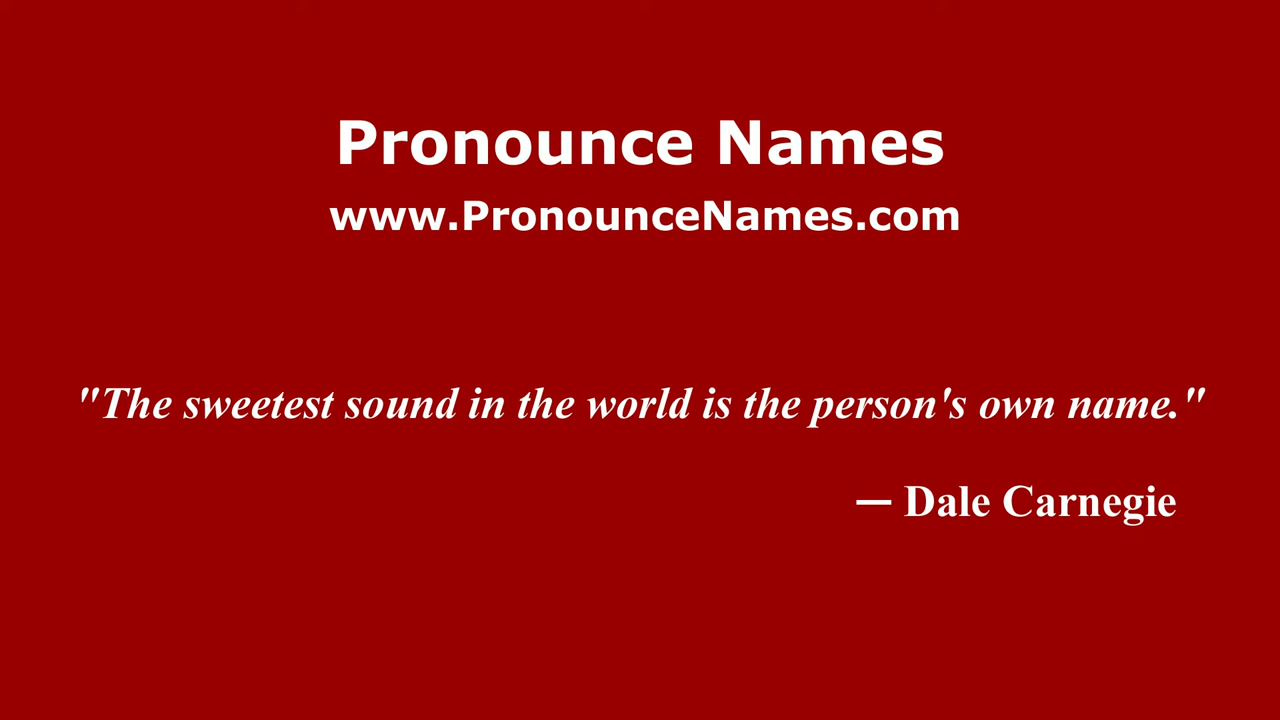 Pronounce Names
www.PronounceNames.com
"The sweetest sound in the world is the person's own name."
— Dale Carnegie